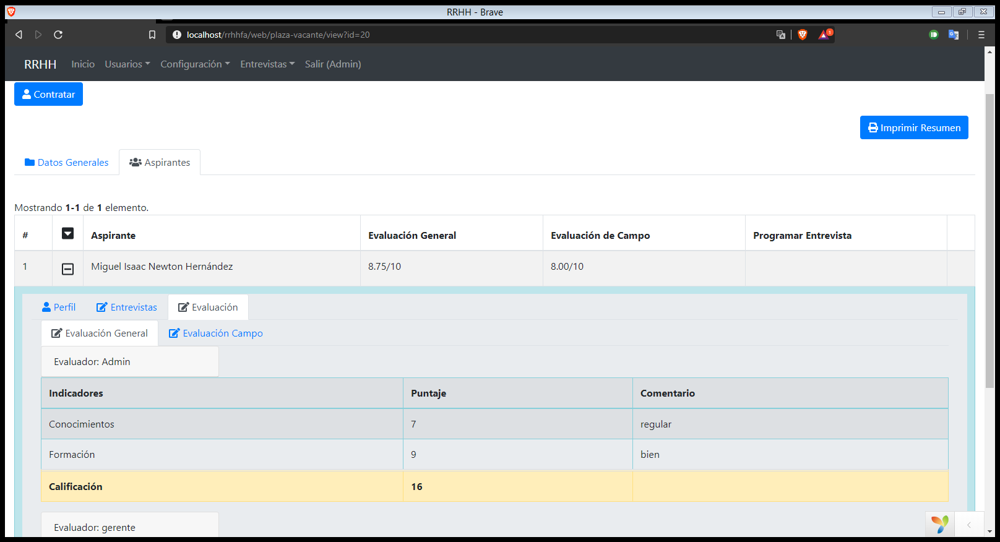 RRHH - Brave
localhost/rrhhfa/web/plaza-vacante/view?id=20
1
RRHH Inicio Usuarios Configuración Entrevistas Salir (Admin)
Contratar
Imprimir Resumen
Datos Generales Aspirantes
Mostrando 1-1 de 1 elemento.
# Aspirante Evaluación General Evaluación de Campo Programar Entrevista
1 Miguel Isaac Newton Hernández 8.75/10 8.00/10
Perfil Entrevistas Evaluación
Evaluación General Evaluación Campo
Evaluador: Admin
Indicadores Puntaje Comentario
Conocimientos 7 regular
Formación 9 bien
Calificación 16
Evaluador: gerente